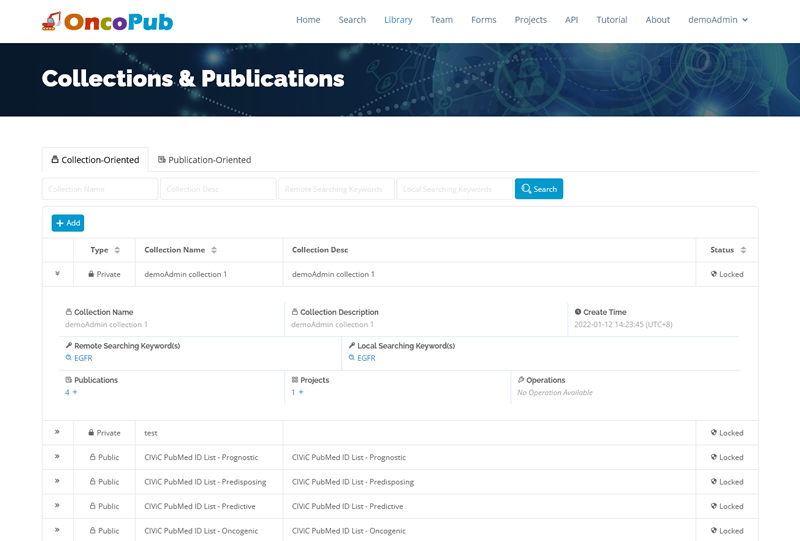 OncoPub Home Search Library Team Forms Projects API Tutorial About demoAdmin
Collections & Publications
Collection-Oriented Publication-Oriented
Collection Name Collection Desc Remote Searching Keywords Local Searching Keywords Search
Add
Type Collection Name Collection Desc Status
Private demoAdmin collection 1 demoAdmin collection 1 Locked
Collection Name Collection Description Create Time
demoAdmin collection 1 demoAdmin collection 1 2022-01-12 14:23:45 (UTC+8)
Remote Searching Keyword(s) Local Searching Keyword(s)
EGFR EGFR
Publications Projects Operations
4 1 No Operation Available
Private test Locked
Public CIViC PubMed ID List - Prognostic CIViC PubMed ID List - Prognostic Locked
Public CIViC PubMed ID List - Predisposing CIViC PubMed ID List - Predisposing Locked
Public CIViC PubMed ID List - Predictive CIViC PubMed ID List - Predictive Locked
Public CIViC PubMed ID List - Oncogenic CIViC PubMed ID List - Oncogenic Locked